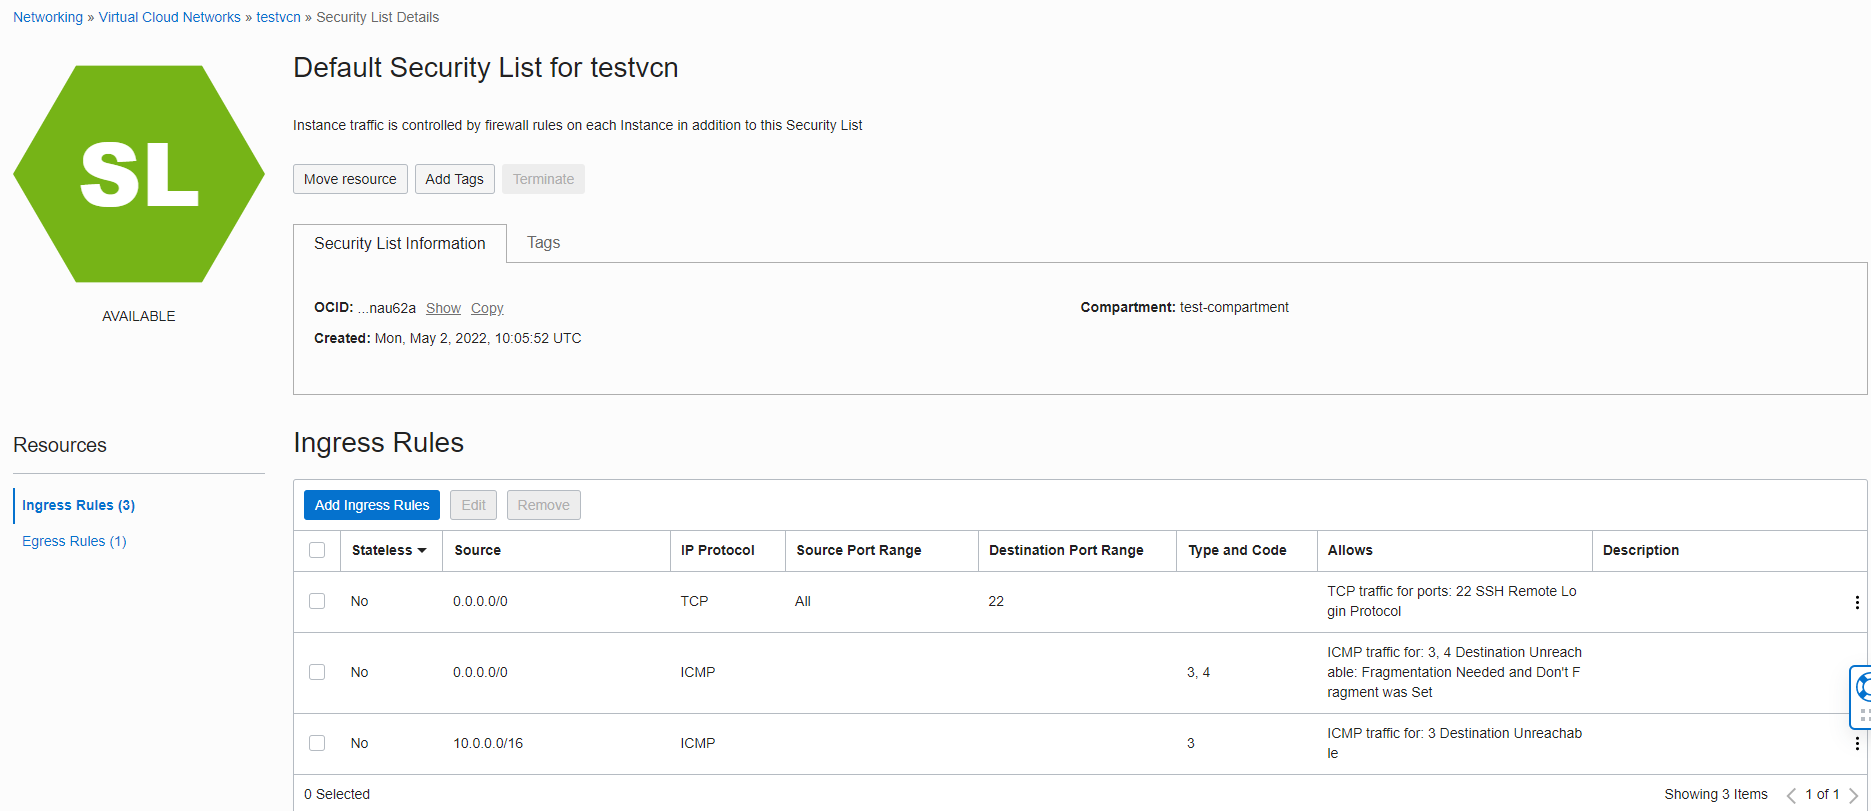 Networking » Virtual Cloud Networks » testvcn » Security List Details
SL
AVAILABLE
Default Security List for testvcn
Instance traffic is controlled by firewall rules on each Instance in addition to this Security List
Move resource Add Tags Terminate
Security List Information Tags
OCID: ...nau62a Show Copy
Compartment: test-compartment
Created: Mon, May 2, 2022, 10:05:52 UTC
Resources
Ingress Rules (3)
Egress Rules (1)
Ingress Rules
Add Ingress Rules Edit Remove
Stateless Source IP Protocol Source Port Range Destination Port Range Type and Code Allows Description
No 0.0.0.0/0 TCP All 22 TCP traffic for ports: 22 SSH Remote Lo
gin Protocol
No 0.0.0.0/0 ICMP 3, 4 ICMP traffic for: 3, 4 Destination Unreach
able: Fragmentation Needed and Don't F
ragment was Set
No 10.0.0.0/16 ICMP 3 ICMP traffic for: 3 Destination Unreachab
le
0 Selected Showing 3 Items 1 of 1